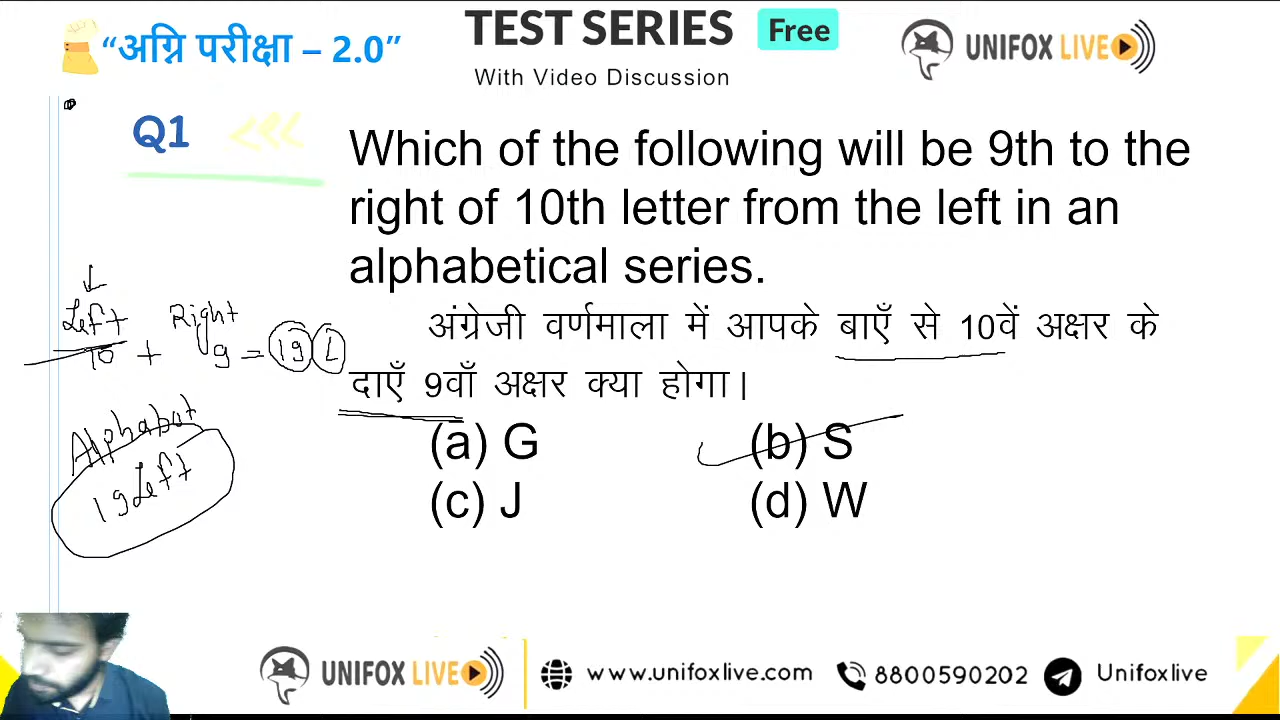 “अग्नि परीक्षा – 2.0”
TEST SERIES
Free
With Video Discussion
UNIFOX LIVE
Q1
Which of the following will be 9th to the
right of 10th letter from the left in an
alphabetical series.
अंग्रेजी वर्णमाला में आपके बाएँ से 10वें अक्षर के
दाएँ 9वाँ अक्षर क्या होगा।
(a) G (b) S
(c) J (d) W
Left Right
10 + 9 = 19 L
Alphabat
19 Left
UNIFOX LIVE
www.unifoxlive.com
8800590202
Unifoxlive